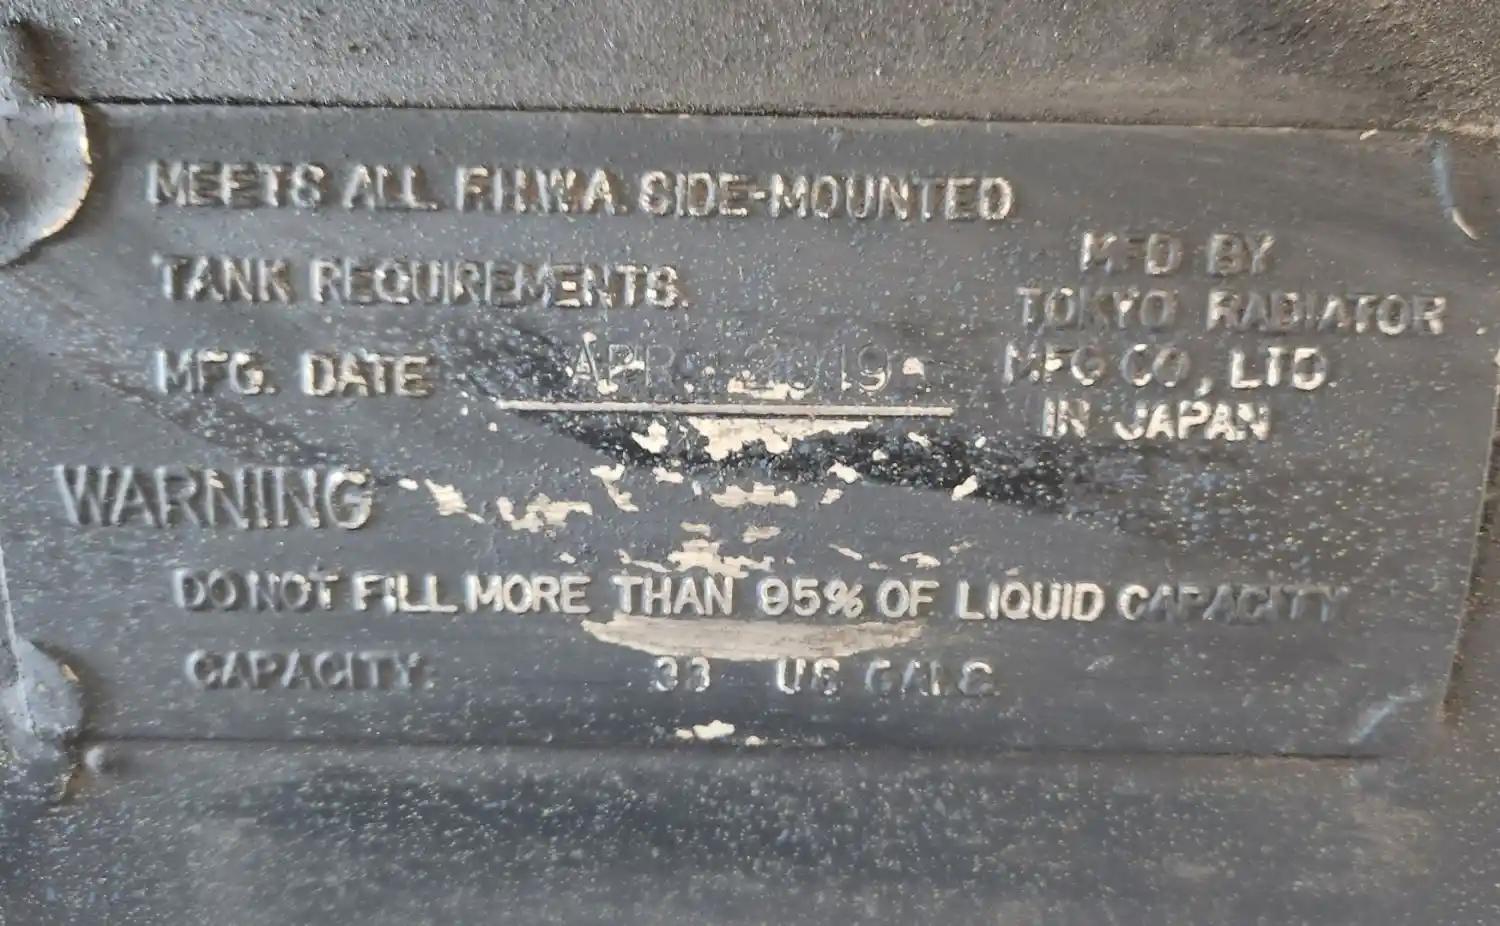 MEETS ALL F.H.W.A. SIDE-MOUNTED
TANK REQUIREMENTS.
MFG. DATE APR. 2019
MFD BY
TOKYO RADIATOR
MFG CO., LTD.
IN JAPAN
WARNING
DO NOT FILL MORE THAN 95% OF LIQUID CAPACITY
CAPACITY: 33 US GALS.